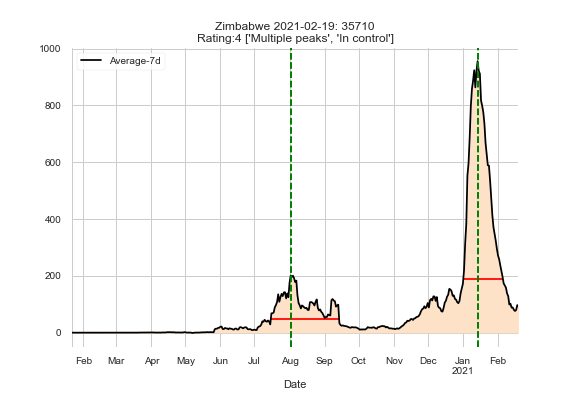 Zimbabwe 2021-02-19: 35710
Rating:4 ['Multiple peaks', 'In control']
Average-7d
1000
800
600
400
200
0
Feb Mar Apr May Jun Jul Aug Sep Oct Nov Dec Jan Feb
2021
Date